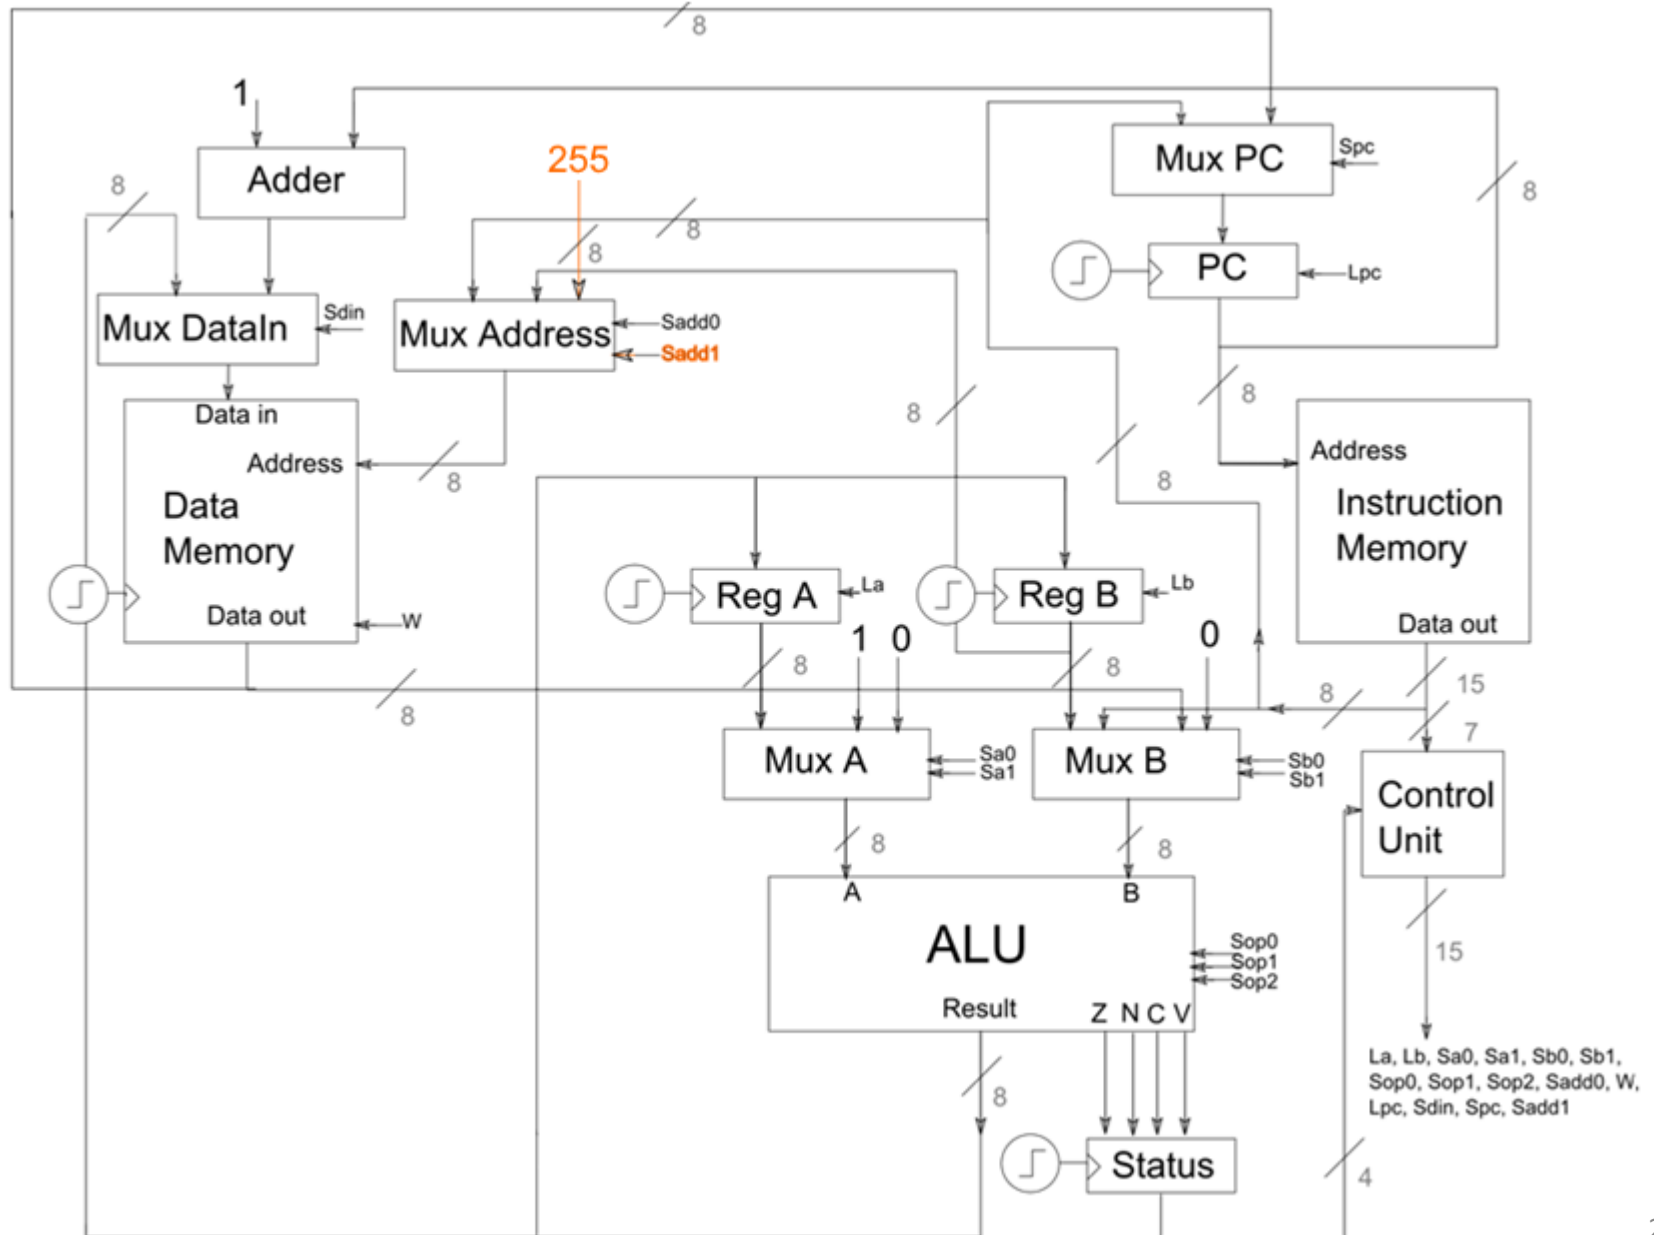 8
1
Mux PC
Spc
Adder
255
8
8
8
8
PC
Lpc
Mux DataIn
Sdin
Mux Address
Sadd0
Sadd1
8
8
Data in
Address
8
Address
8
Data
Memory
Instruction
Memory
Reg A
La
Reg B
Lb
Data out
W
1 0
0
Data out
8
8
8
8
15
7
Mux A
Sa0
Sa1
Mux B
Sb0
Sb1
Control
Unit
8
8
A
B
ALU
Sop0
Sop1
Sop2
15
Result
Z N C V
La, Lb, Sa0, Sa1, Sb0, Sb1,
Sop0, Sop1, Sop2, Sadd0, W,
Lpc, Sdin, Spc, Sadd1
8
Status
4